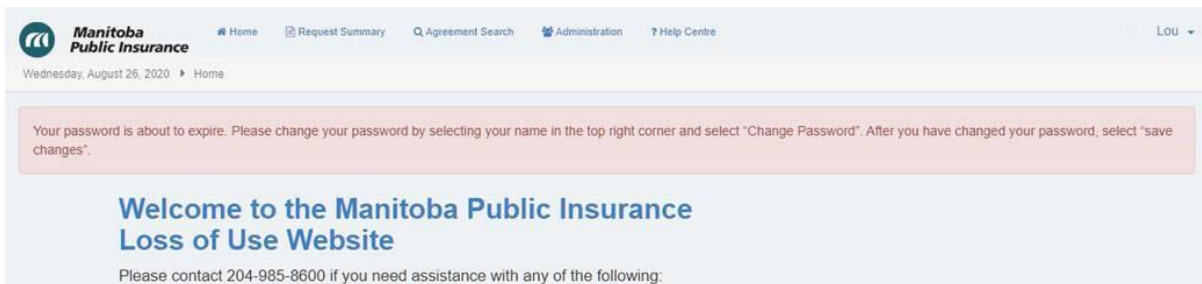 Manitoba
Public Insurance
Home Request Summary Agreement Search Administration ? Help Centre Lou
Wednesday, August 26, 2020 Home
Your password is about to expire. Please change your password by selecting your name in the top right corner and select “Change Password”. After you have changed your password, select “save
changes”.
Welcome to the Manitoba Public Insurance
Loss of Use Website
Please contact 204-985-8600 if you need assistance with any of the following: